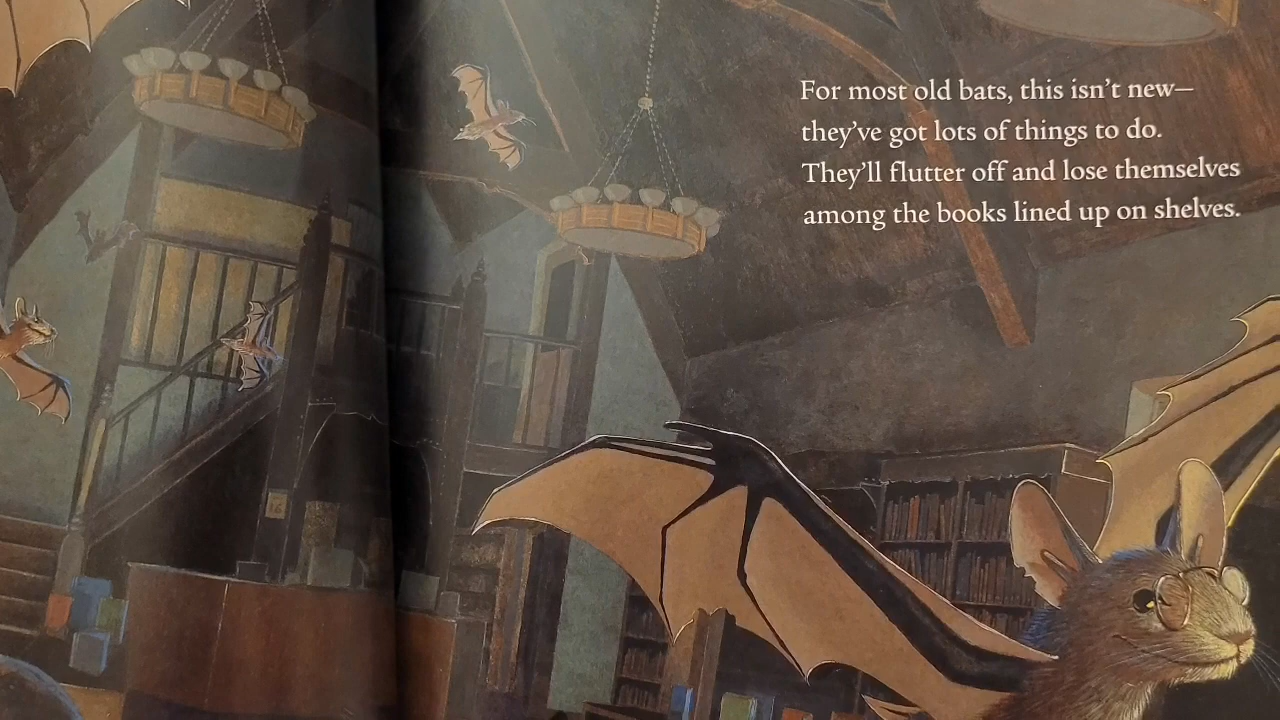 For most old bats, this isn't new—
they've got lots of things to do.
They'll flutter off and lose themselves
among the books lined up on shelves.
16